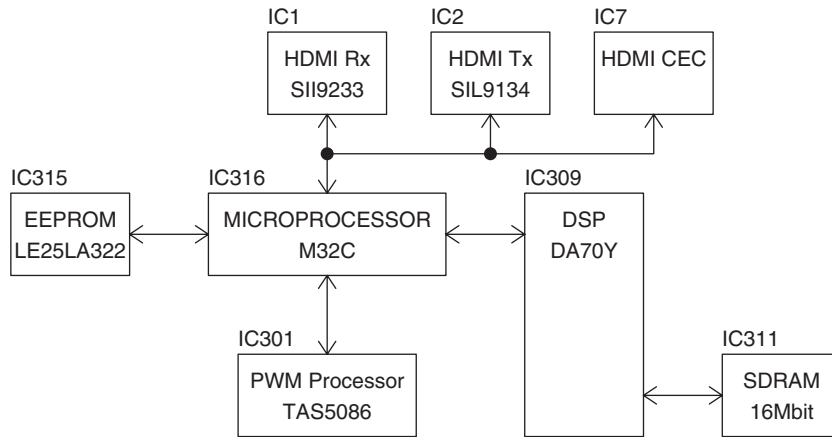 IC1
HDMI Rx
SII9233
IC2
HDMI Tx
SIL9134
IC7
HDMI CEC
IC315
EEPROM
LE25LA322
IC316
MICROPROCESSOR
M32C
IC309
DSP
DA70Y
IC301
PWM Processor
TAS5086
IC311
SDRAM
16Mbit